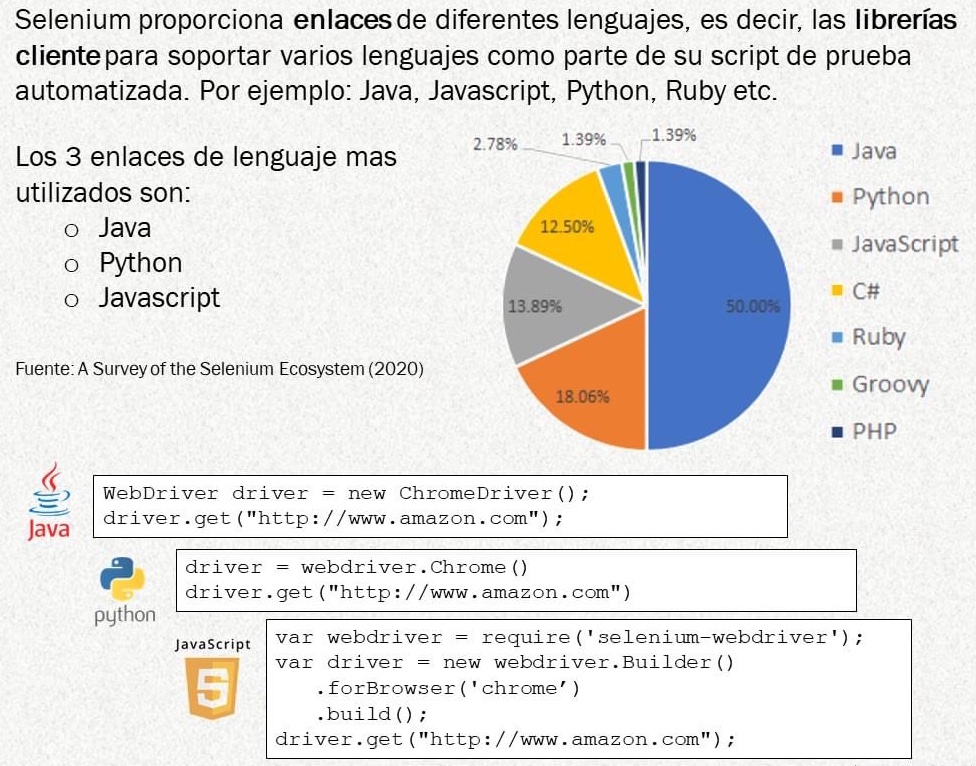 Selenium proporciona enlaces de diferentes lenguajes, es decir, las librerías
cliente para soportar varios lenguajes como parte de su script de prueba
automatizada. Por ejemplo: Java, Javascript, Python, Ruby etc.
Los 3 enlaces de lenguaje mas
utilizados son:
o Java
o Python
o Javascript
Fuente: A Survey of the Selenium Ecosystem (2020)
2.78%
1.39%
1.39%
12.50%
13.89%
50.00%
18.06%
Java
Python
JavaScript
C#
Ruby
Groovy
PHP
Java
WebDriver driver = new ChromeDriver();
driver.get("http://www.amazon.com");
python
driver = webdriver.Chrome()
driver.get("http://www.amazon.com")
JavaScript
5
var webdriver = require('selenium-webdriver');
var driver = new webdriver.Builder()
.forBrowser('chrome’)
.build();
driver.get("http://www.amazon.com");